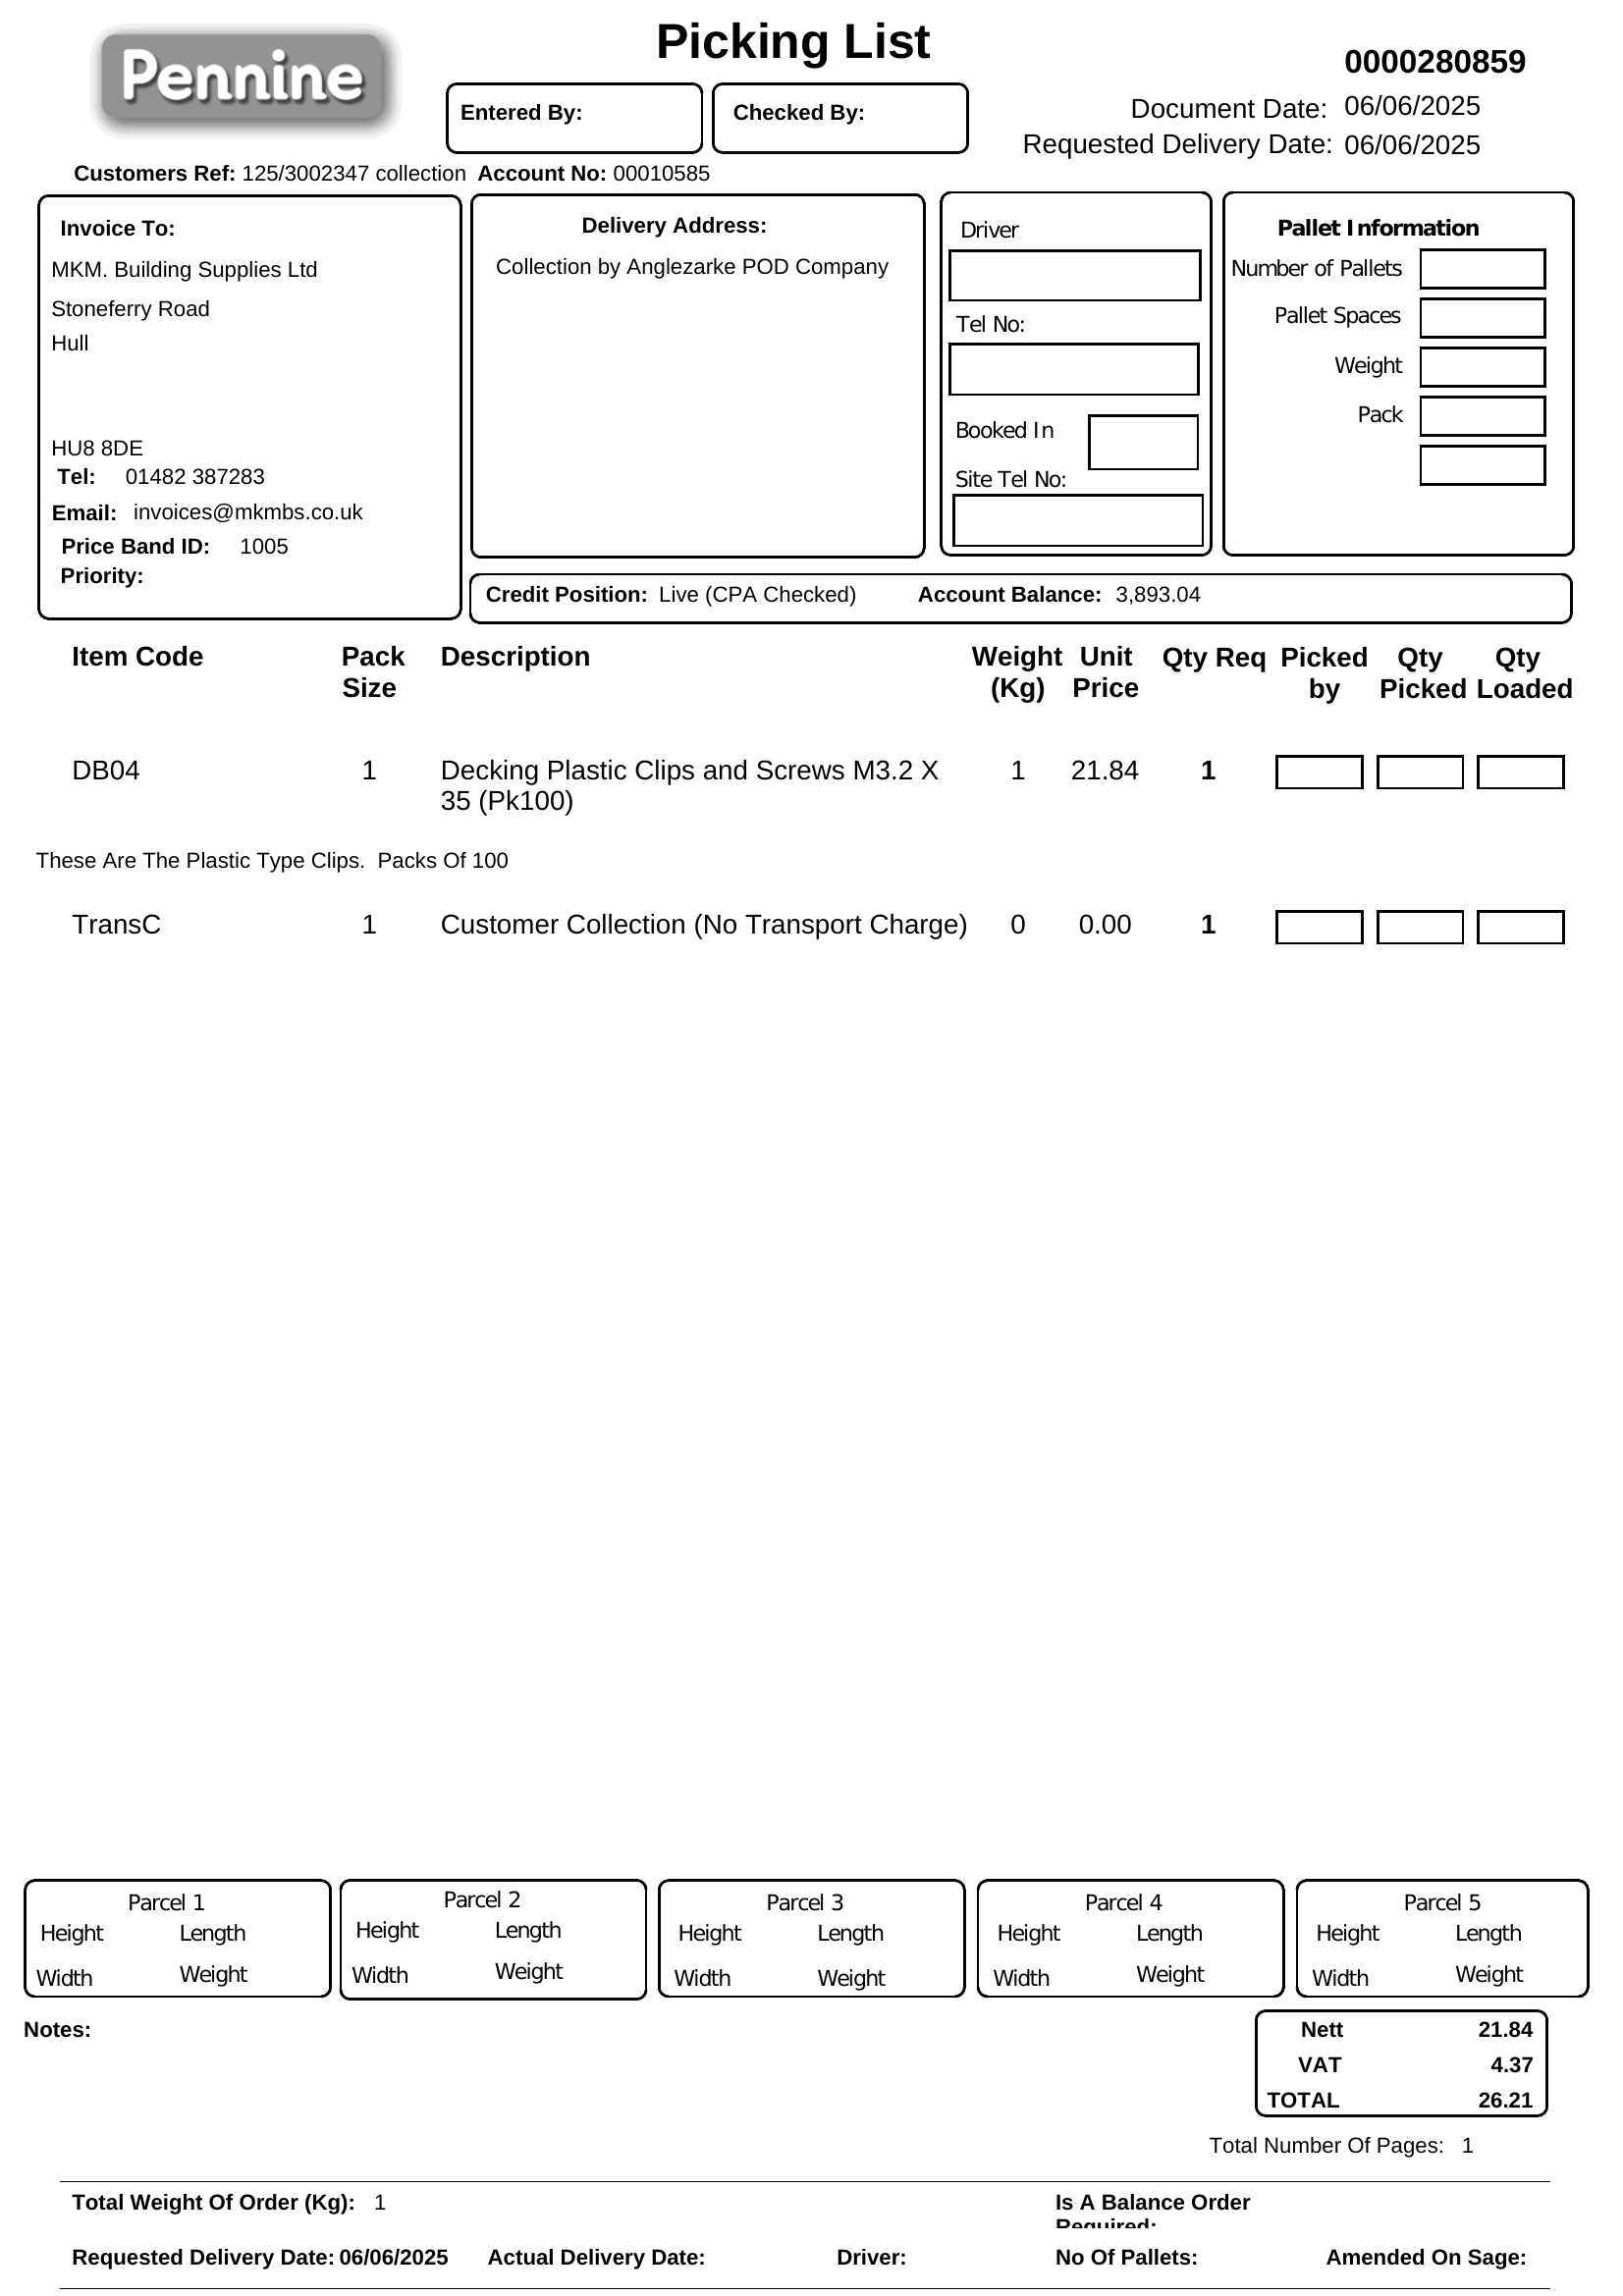 Pennine
Picking List
0000280859
Entered By:
Checked By:
Document Date: 06/06/2025
Requested Delivery Date: 06/06/2025
Customers Ref: 125/3002347 collection Account No: 00010585
Invoice To:
MKM. Building Supplies Ltd
Stoneferry Road
Hull
HU8 8DE
Tel: 01482 387283
Email: invoices@mkmbs.co.uk
Price Band ID: 1005
Priority:
Delivery Address:
Collection by Anglezarke POD Company
Driver
Tel No:
Booked In
Site Tel No:
Pallet Information
Number of Pallets
Pallet Spaces
Weight
Pack
Credit Position: Live (CPA Checked) Account Balance: 3,893.04
Item Code Pack Description Weight Unit Qty Req Picked Qty Qty
Size (Kg) Price by Picked Loaded
DB04 1 Decking Plastic Clips and Screws M3.2 X 1 21.84 1
35 (Pk100)
These Are The Plastic Type Clips. Packs Of 100
TransC 1 Customer Collection (No Transport Charge) 0 0.00 1
Parcel 1
Height Length
Width Weight
Parcel 2
Height Length
Width Weight
Parcel 3
Height Length
Width Weight
Parcel 4
Height Length
Width Weight
Parcel 5
Height Length
Width Weight
Notes:
Nett 21.84
VAT 4.37
TOTAL 26.21
Total Number Of Pages: 1
Total Weight Of Order (Kg): 1
Is A Balance Order
Required:
Requested Delivery Date: 06/06/2025 Actual Delivery Date: Driver: No Of Pallets: Amended On Sage: